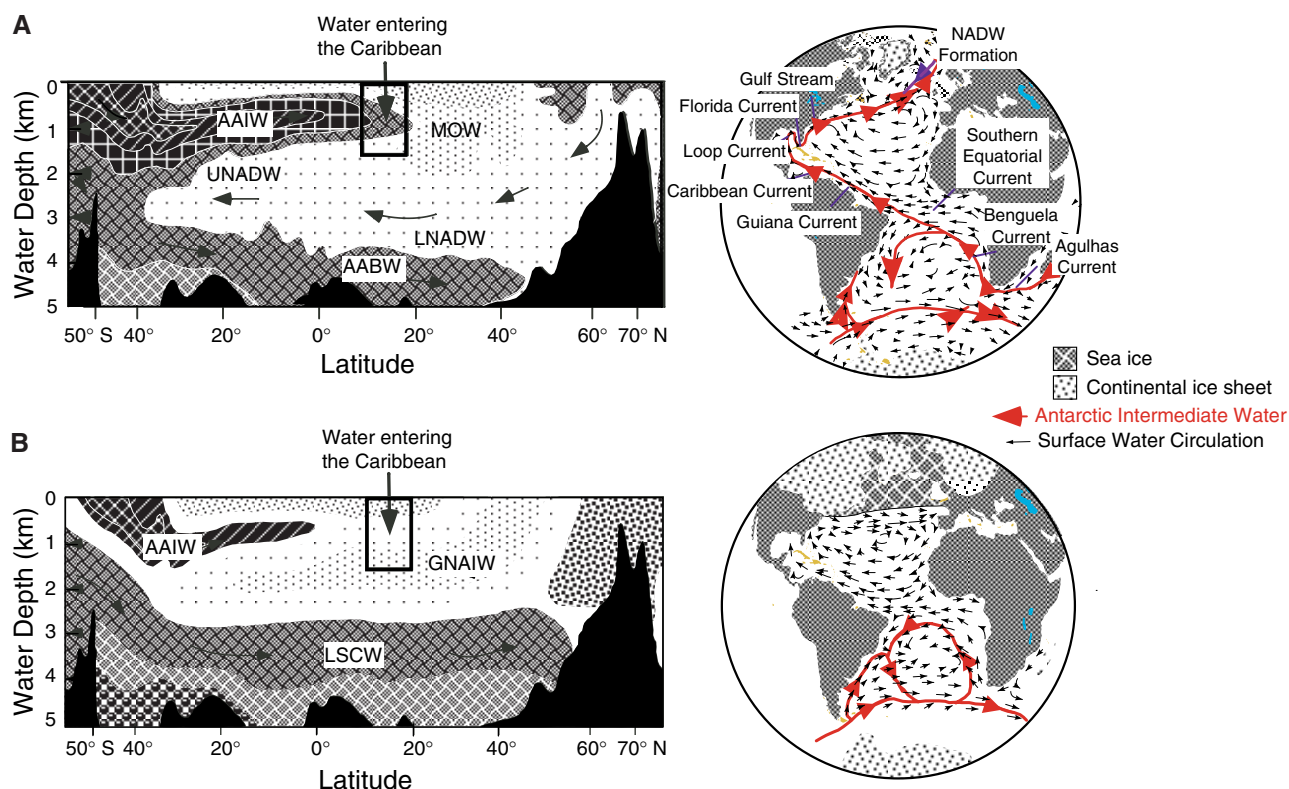 A
Water entering
the Caribbean
Water Depth (km)
0
1
2
3
4
5
AAIW
MOW
UNADW
LNADW
AABW
50° S 40° 20° 0° 20° 40° 60° 70° N
Latitude
NADW
Formation
Gulf Stream
Florida Current
Loop Current
Caribbean Current
Guiana Current
Southern
Equatorial
Current
Benguela
Current
Agulhas
Current
Sea ice
Continental ice sheet
Antarctic Intermediate Water
Surface Water Circulation
B
Water entering
the Caribbean
Water Depth (km)
0
1
2
3
4
5
AAIW
GNAIW
LSCW
50° S 40° 20° 0° 20° 40° 60° 70° N
Latitude